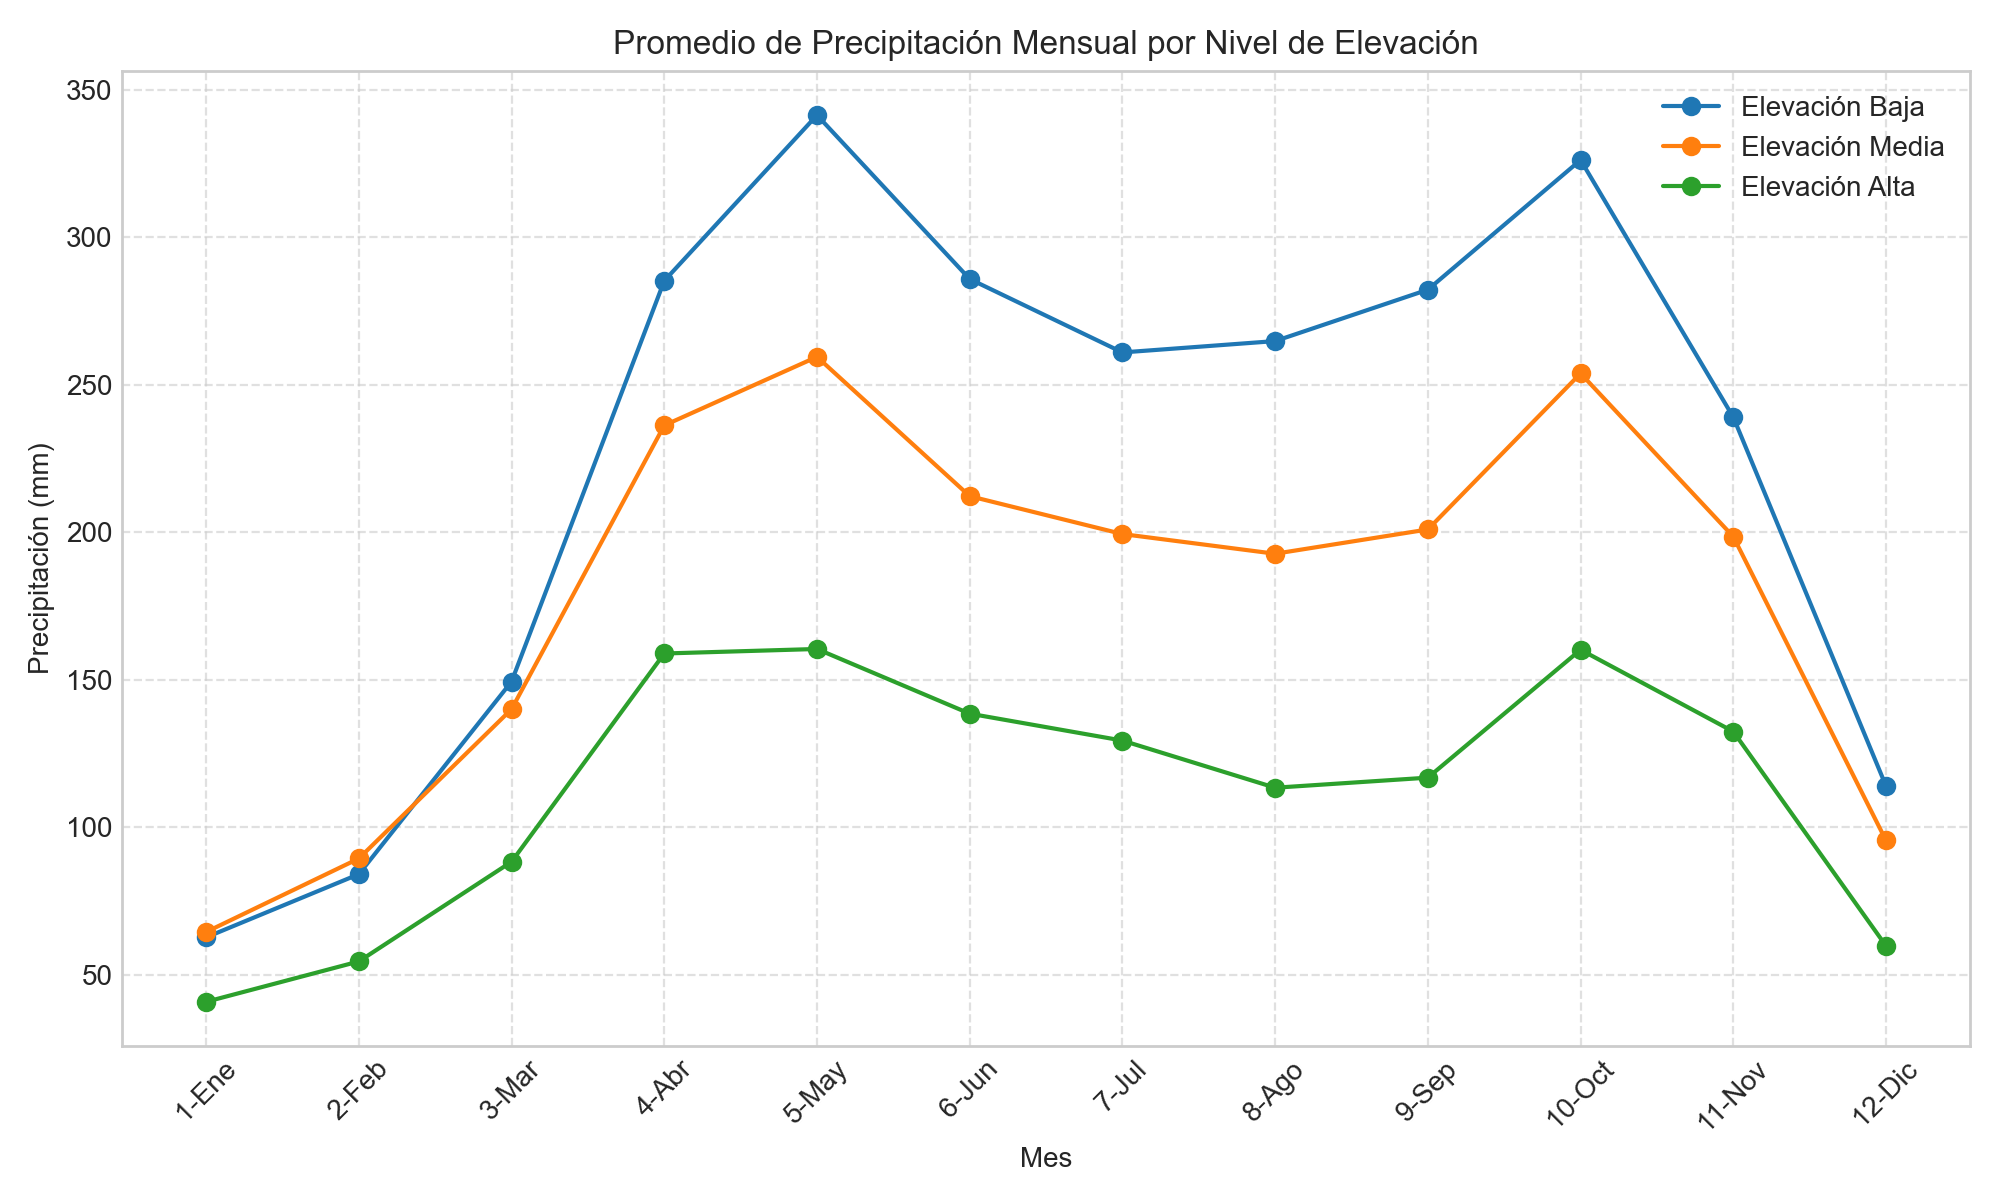 Promedio de Precipitación Mensual por Nivel de Elevación
350
300
250
200
150
100
50
Precipitación (mm)
Elevación Baja
Elevación Media
Elevación Alta
1-Ene
2-Feb
3-Mar
4-Abr
5-May
6-Jun
7-Jul
8-Ago
9-Sep
10-Oct
11-Nov
12-Dic
Mes